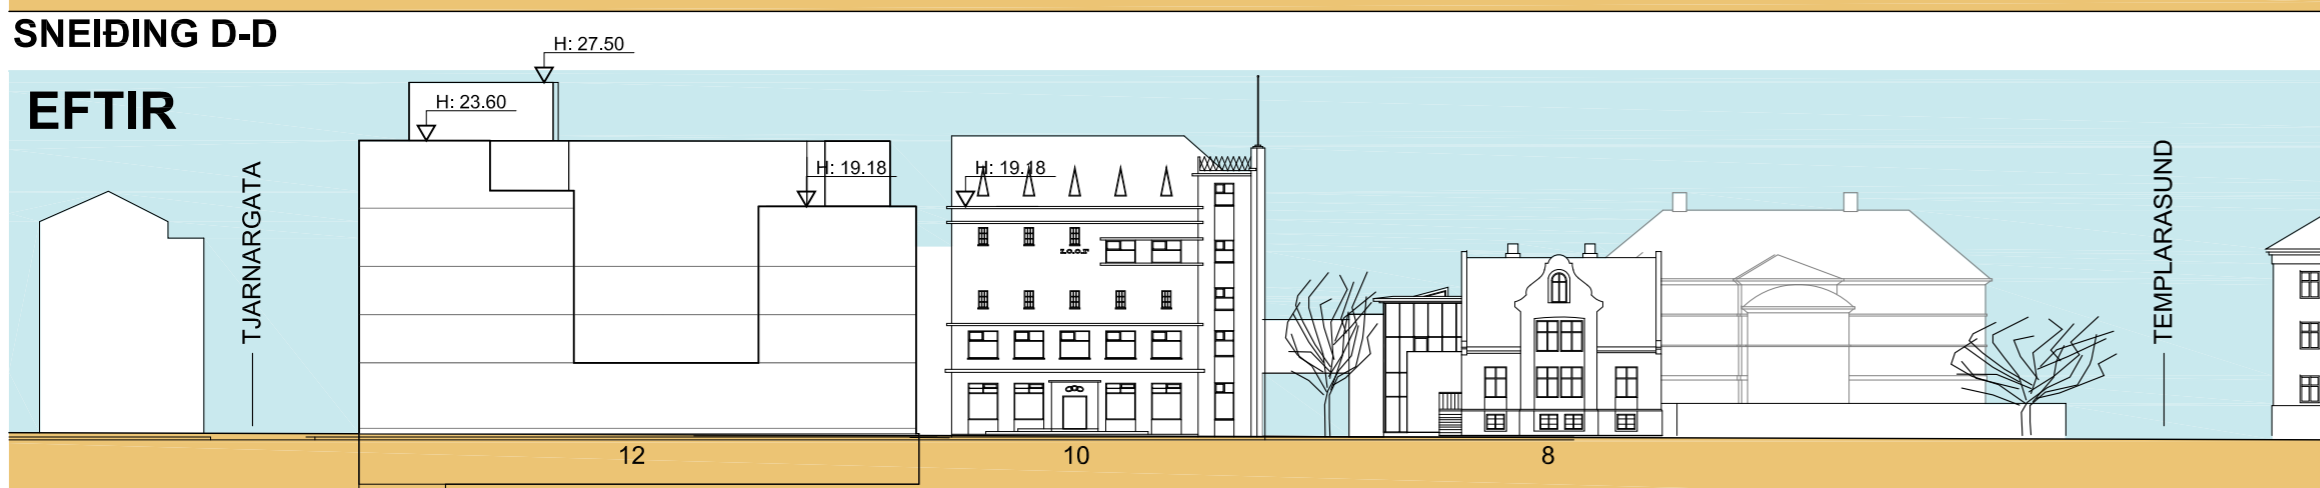 SNEIÐING D-D
H: 27.50
EFTIR
H: 23.60
H: 19.18
H: 19.18
TJARNARGATA
I.O.O.F
TEMPLARASUND
12
10
8